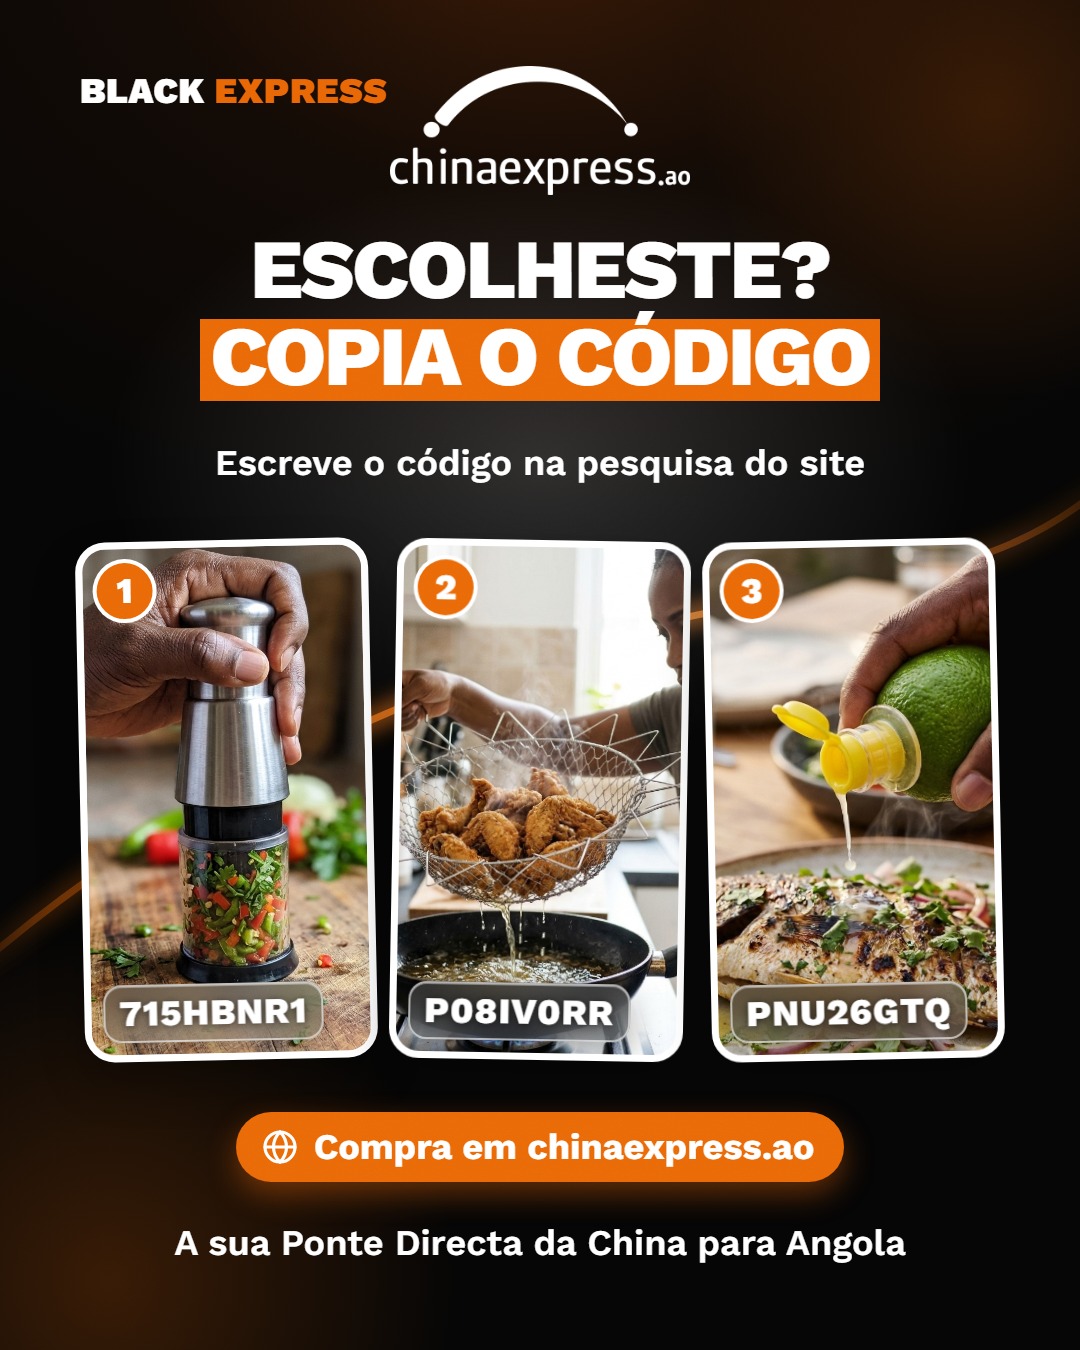 BLACK EXPRESS
chinaexpress.ao
ESCOLHESTE?
COPIA O CÓDIGO
Escreve o código na pesquisa do site
1
2
3
715HBNR1
P08IV0RR
PNU26GTQ
Compra em chinaexpress.ao
A sua Ponte Directa da China para Angola